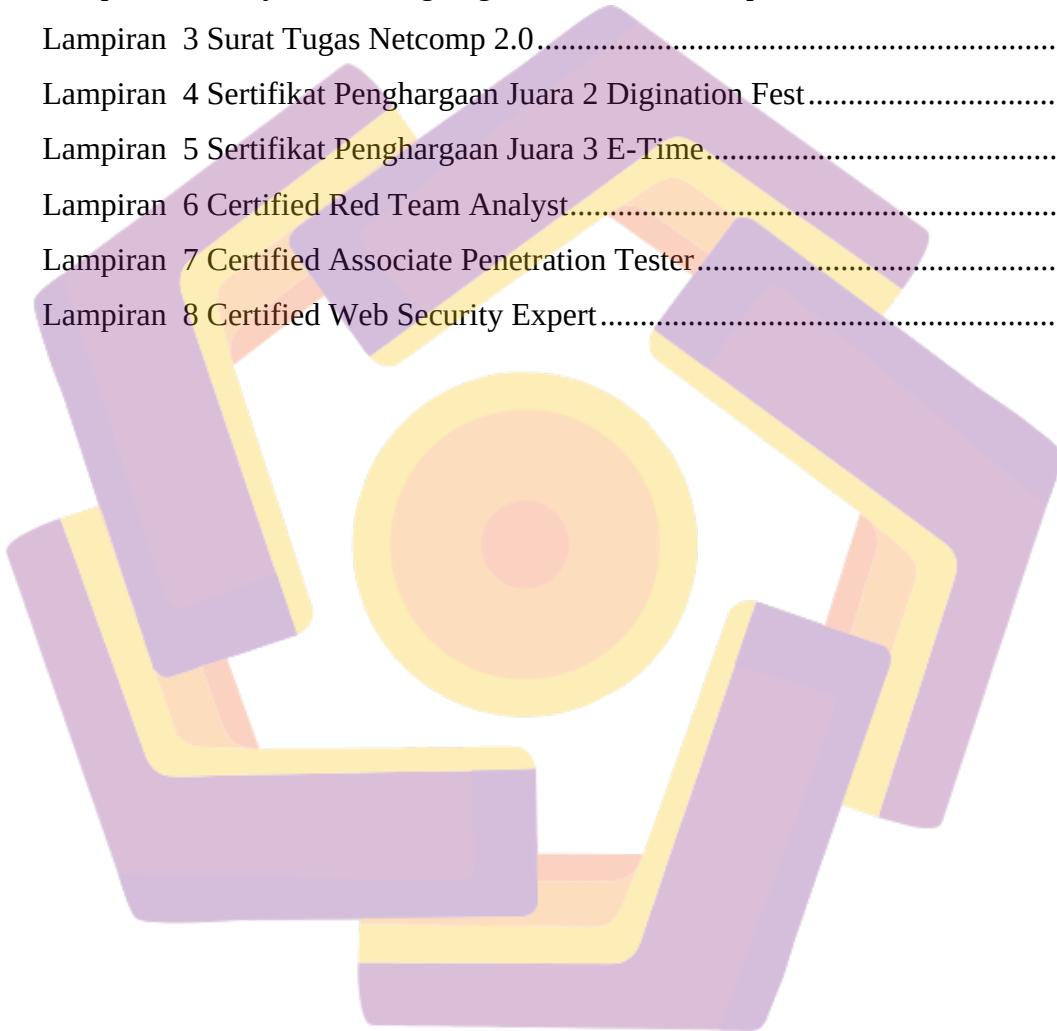 Lampiran 3 Surat Tugas Netcomp 2.0
Lampiran 4 Sertifikat Penghargaan Juara 2 Digination Fest
Lampiran 5 Sertifikat Penghargaan Juara 3 E-Time
Lampiran 6 Certified Red Team Analyst
Lampiran 7 Certified Associate Penetration Tester
Lampiran 8 Certified Web Security Expert